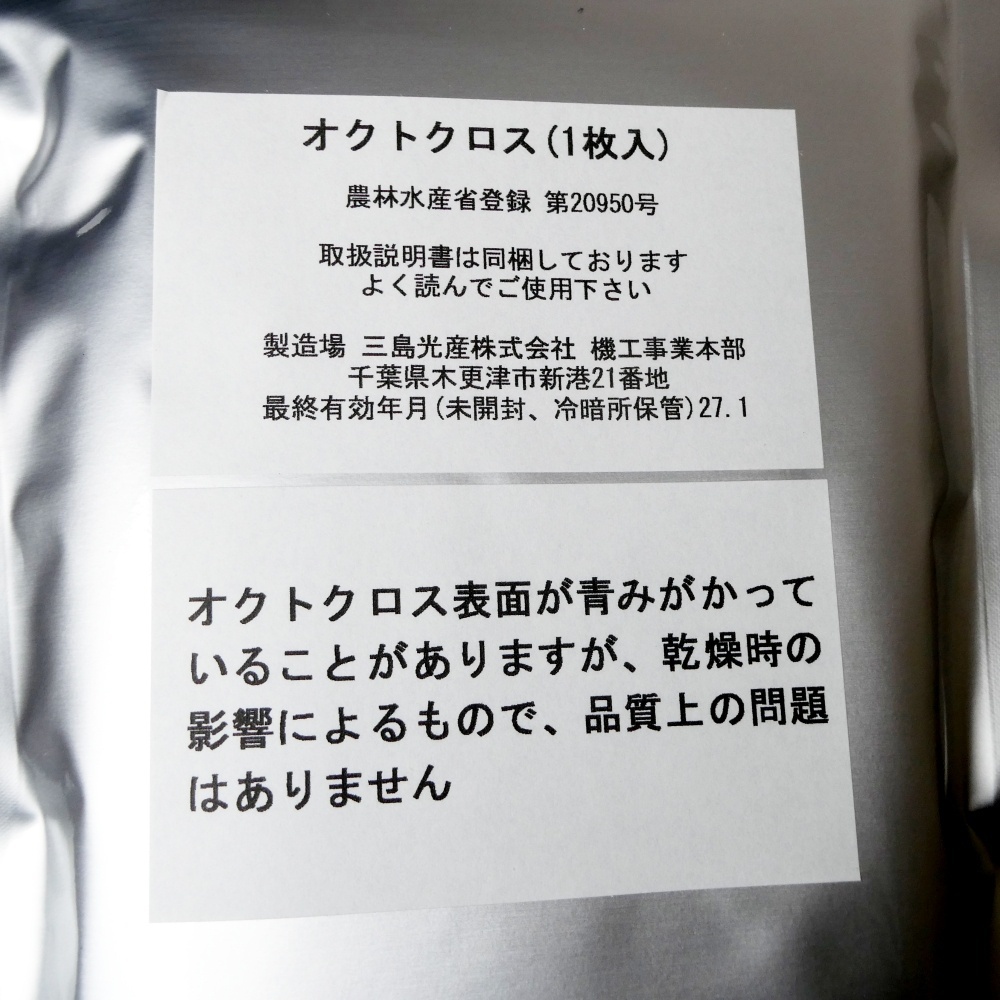 オクトクロス(1枚入)
農林水産省登録 第20950号
取扱説明書は同梱しております
よく読んでご使用下さい
製造場 三島光産株式会社 機工事業本部
千葉県木更津市新港21番地
最終有効年月(未開封、冷暗所保管)27.1
オクトクロス表面が青みがかって
いることがありますが、乾燥時の
影響によるもので、品質上の問題
はありません